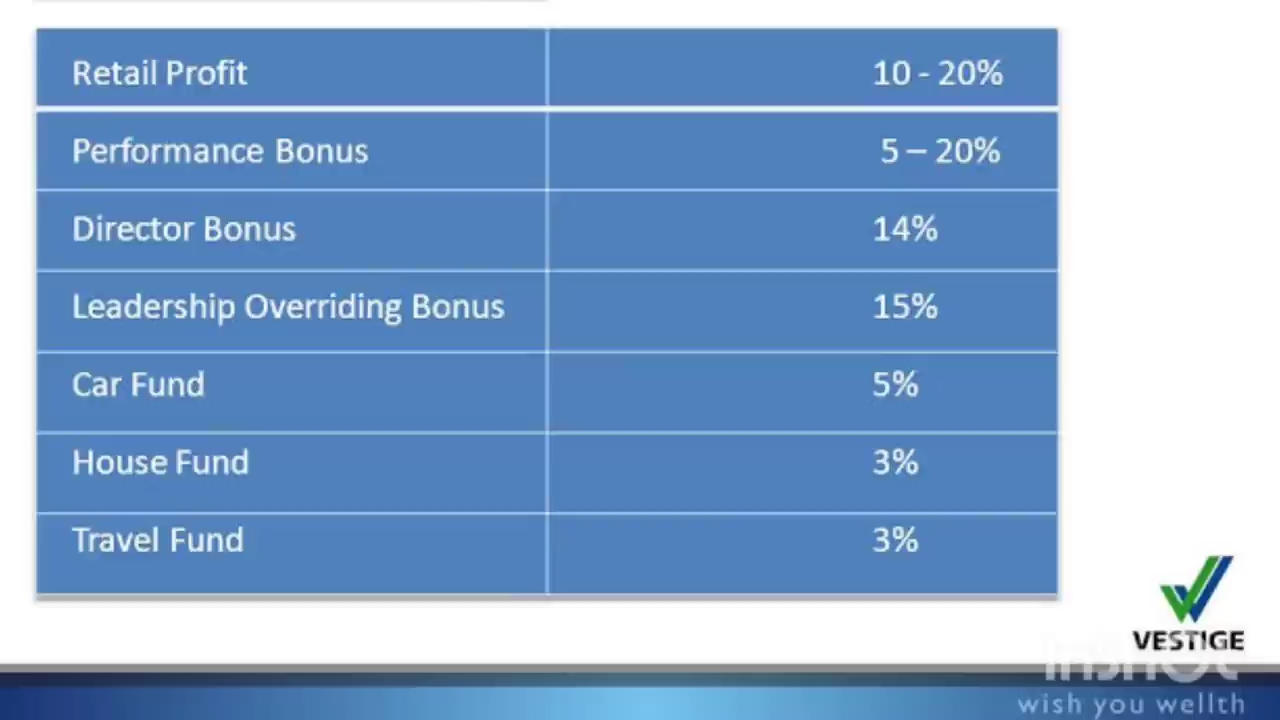 Retail Profit 10 - 20%
Performance Bonus 5 – 20%
Director Bonus 14%
Leadership Overriding Bonus 15%
Car Fund 5%
House Fund 3%
Travel Fund 3%
VESTIGE
InShOt
wish you wellth